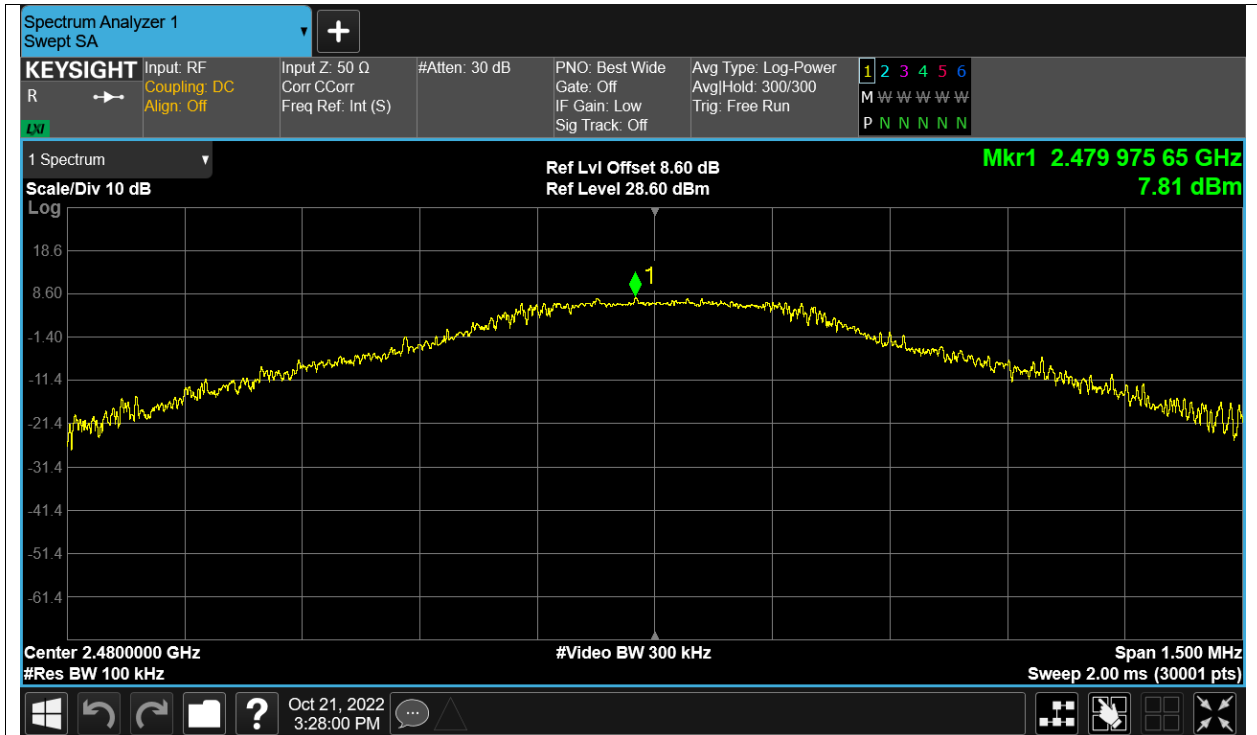 Spectrum Analyzer 1
Swept SA
KEYSIGHT
R
LXI
Input: RF
Coupling: DC
Align: Off
Input Z: 50 Ω
Corr CCorr
Freq Ref: Int (S)
#Atten: 30 dB
PNO: Best Wide
Gate: Off
IF Gain: Low
Sig Track: Off
Avg Type: Log-Power
Avg|Hold: 300/300
Trig: Free Run
1 2 3 4 5 6
M W W W W W
P N N N N N
1 Spectrum
Scale/Div 10 dB
Log
Ref Lvl Offset 8.60 dB
Ref Level 28.60 dBm
Mkr1 2.479 975 65 GHz
7.81 dBm
1
18.6
8.60
-1.40
-11.4
-21.4
-31.4
-41.4
-51.4
-61.4
Center 2.4800000 GHz
#Video BW 300 kHz
Span 1.500 MHz
#Res BW 100 kHz
Sweep 2.00 ms (30001 pts)
?
Oct 21, 2022
3:28:00 PM